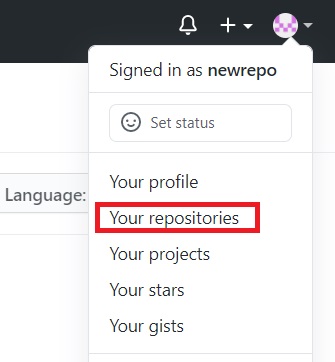 Signed in as newrepo
Set status
Language:
Your profile
Your repositories
Your projects
Your stars
Your gists